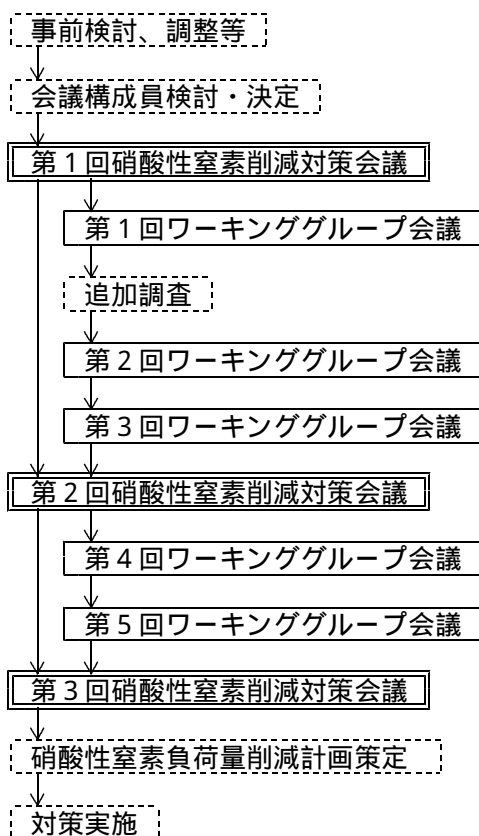 事前検討、調整等
会議構成員検討・決定
第1回硝酸性窒素削減対策会議
第1回ワーキンググループ会議
追加調査
第2回ワーキンググループ会議
第3回ワーキンググループ会議
第2回硝酸性窒素削減対策会議
第4回ワーキンググループ会議
第5回ワーキンググループ会議
第3回硝酸性窒素削減対策会議
硝酸性窒素負荷量削減計画策定
対策実施